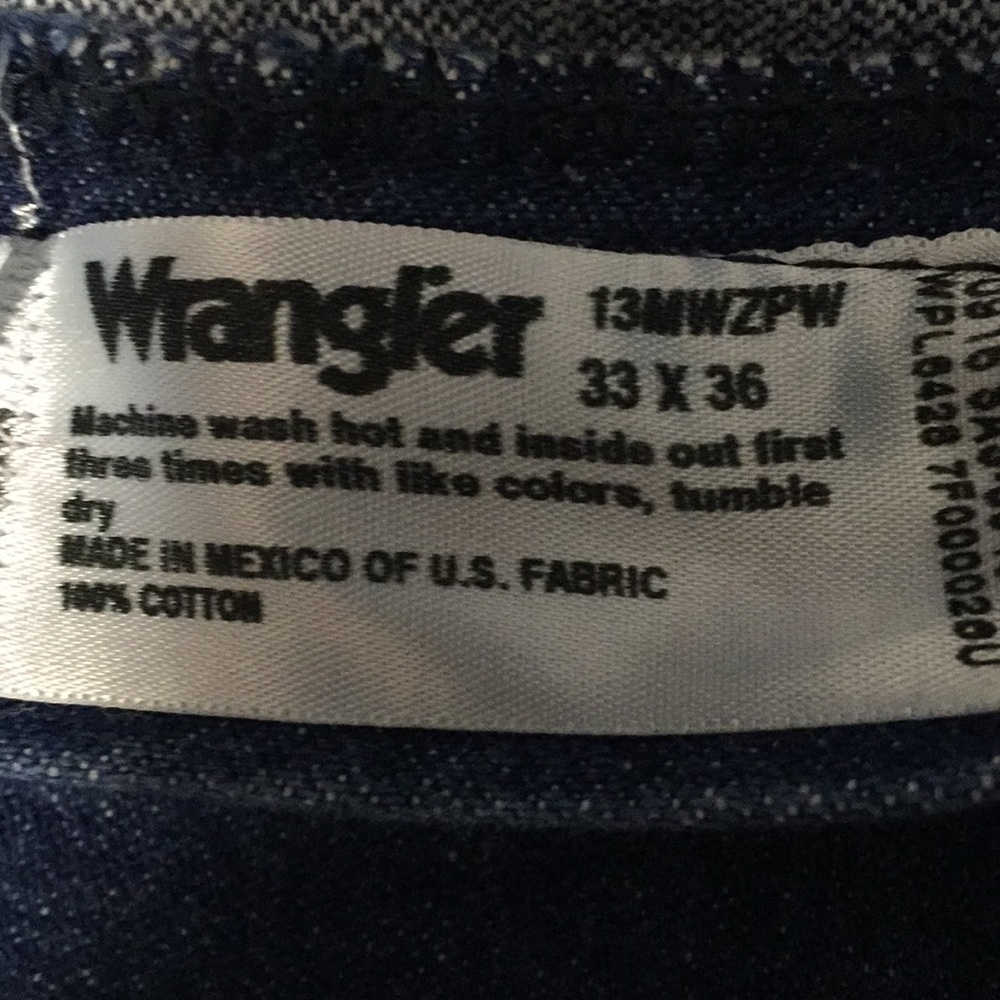 Wrangler 13MWZPW
33 X 36
Machine wash hot and inside out first
three times with like colors, tumble
dry
MADE IN MEXICO OF U.S. FABRIC
100% COTTON
WPL8428 7F000026U